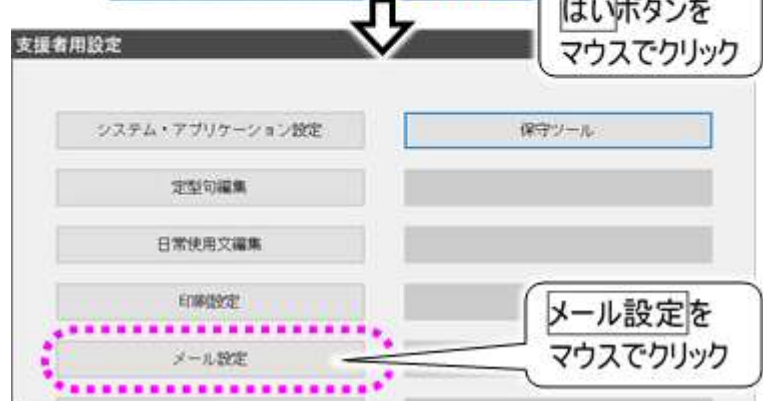 はいボタンを
マウスでクリック
支援者用設定
システム・アプリケーション設定
保守ツール
定型句編集
日常使用文編集
印刷設定
メール設定を
マウスでクリック
メール設定